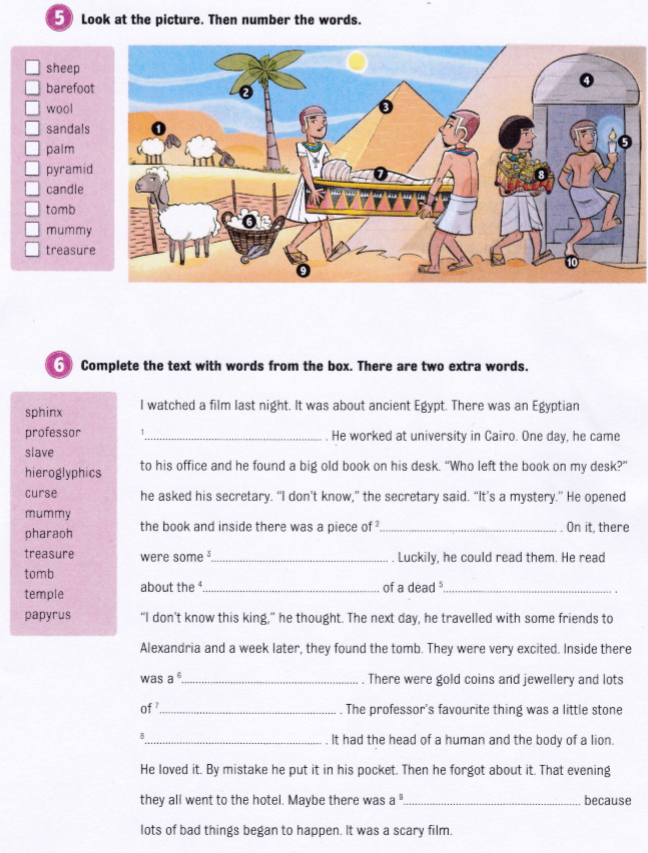 5 Look at the picture. Then number the words.
sheep
barefoot
wool
sandals
palm
pyramid
candle
tomb
mummy
treasure
1
2
3
4
5
6
7
8
9
10
6 Complete the text with words from the box. There are two extra words.
sphinx
professor
slave
hieroglyphics
curse
mummy
pharaoh
treasure
tomb
temple
papyrus
I watched a film last night. It was about ancient Egypt. There was an Egyptian
1 . He worked at university in Cairo. One day, he came
to his office and he found a big old book on his desk. "Who left the book on my desk?"
he asked his secretary. "I don't know," the secretary said. "It's a mystery." He opened
the book and inside there was a piece of 2 . On it, there
were some 3 . Luckily, he could read them. He read
about the 4 of a dead 5 .
"I don't know this king," he thought. The next day, he travelled with some friends to
Alexandria and a week later, they found the tomb. They were very excited. Inside there
was a 6 . There were gold coins and jewellery and lots
of 7 . The professor's favourite thing was a little stone
8 . It had the head of a human and the body of a lion.
He loved it. By mistake he put it in his pocket. Then he forgot about it. That evening
they all went to the hotel. Maybe there was a 9 because
lots of bad things began to happen. It was a scary film.